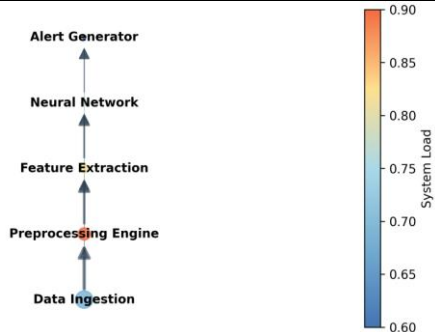 Alert Generator
Neural Network
Feature Extraction
Preprocessing Engine
Data Ingestion
0.90
0.85
0.80
0.75
0.70
0.65
0.60
System Load